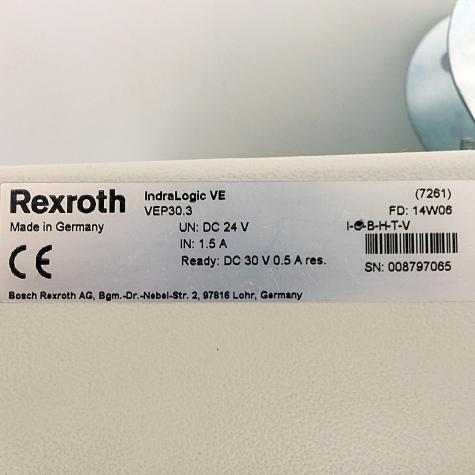 Rexroth
Made in Germany
IndraLogic VE
VEP30.3
UN: DC 24 V
IN: 1.5 A
Ready: DC 30 V 0.5 A res.
(7261)
FD: 14W06
SN: 008797065
CE
Bosch Rexroth AG, Bgm.-Dr.-Nebel-Str. 2, 97816 Lohr, Germany